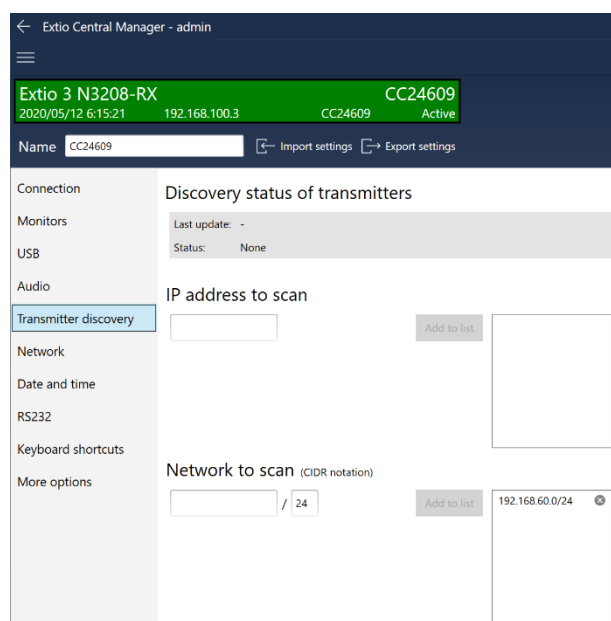 Extio Central Manager - admin
Extio 3 N3208-RX CC24609
2020/05/12 6:15:21 192.168.100.3 CC24609 Active
Name CC24609 Import settings Export settings
Connection
Monitors
USB
Audio
Transmitter discovery
Network
Date and time
RS232
Keyboard shortcuts
More options
Discovery status of transmitters
Last update: -
Status: None
IP address to scan
Add to list
Network to scan (CIDR notation)
/ 24 Add to list 192.168.60.0/24